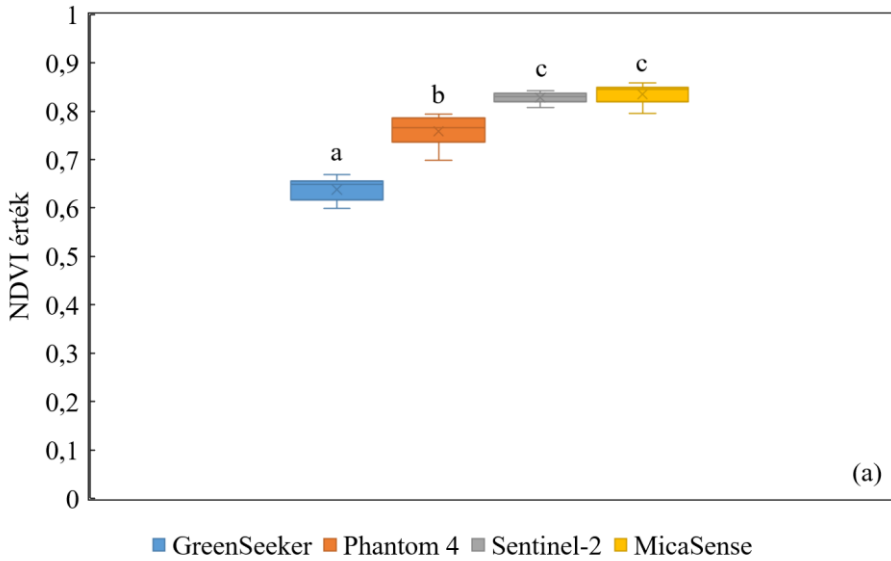 NDVI érték
1
0,9
0,8
0,7
0,6
0,5
0,4
0,3
0,2
0,1
0
a
b
c
c
(a)
GreenSeeker Phantom 4 Sentinel-2 MicaSense